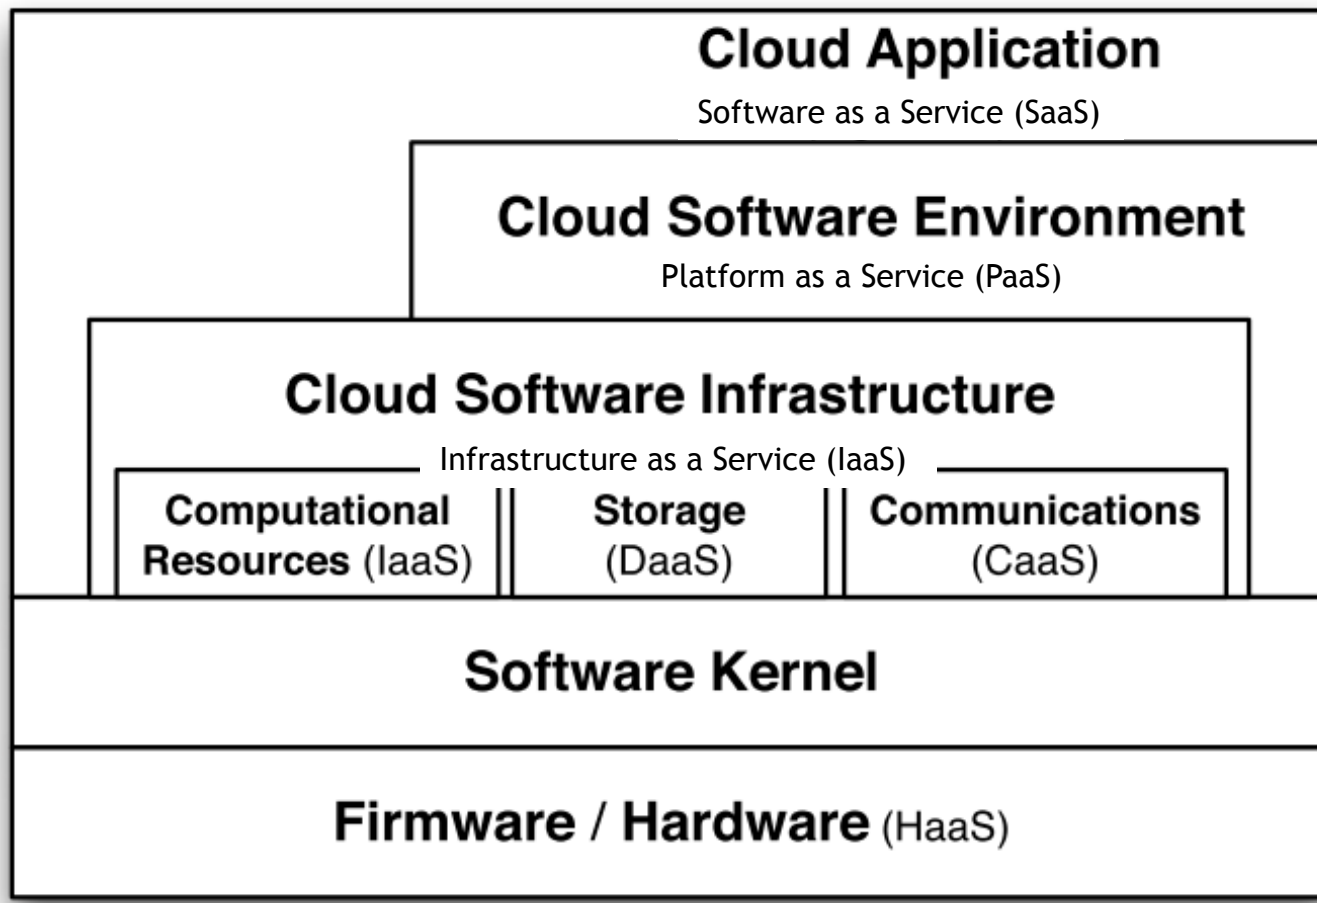 Cloud Application
Software as a Service (SaaS)
Cloud Software Environment
Platform as a Service (PaaS)
Cloud Software Infrastructure
Infrastructure as a Service (IaaS)
Computational
Resources (IaaS)
Storage
(DaaS)
Communications
(CaaS)
Software Kernel
Firmware / Hardware (HaaS)